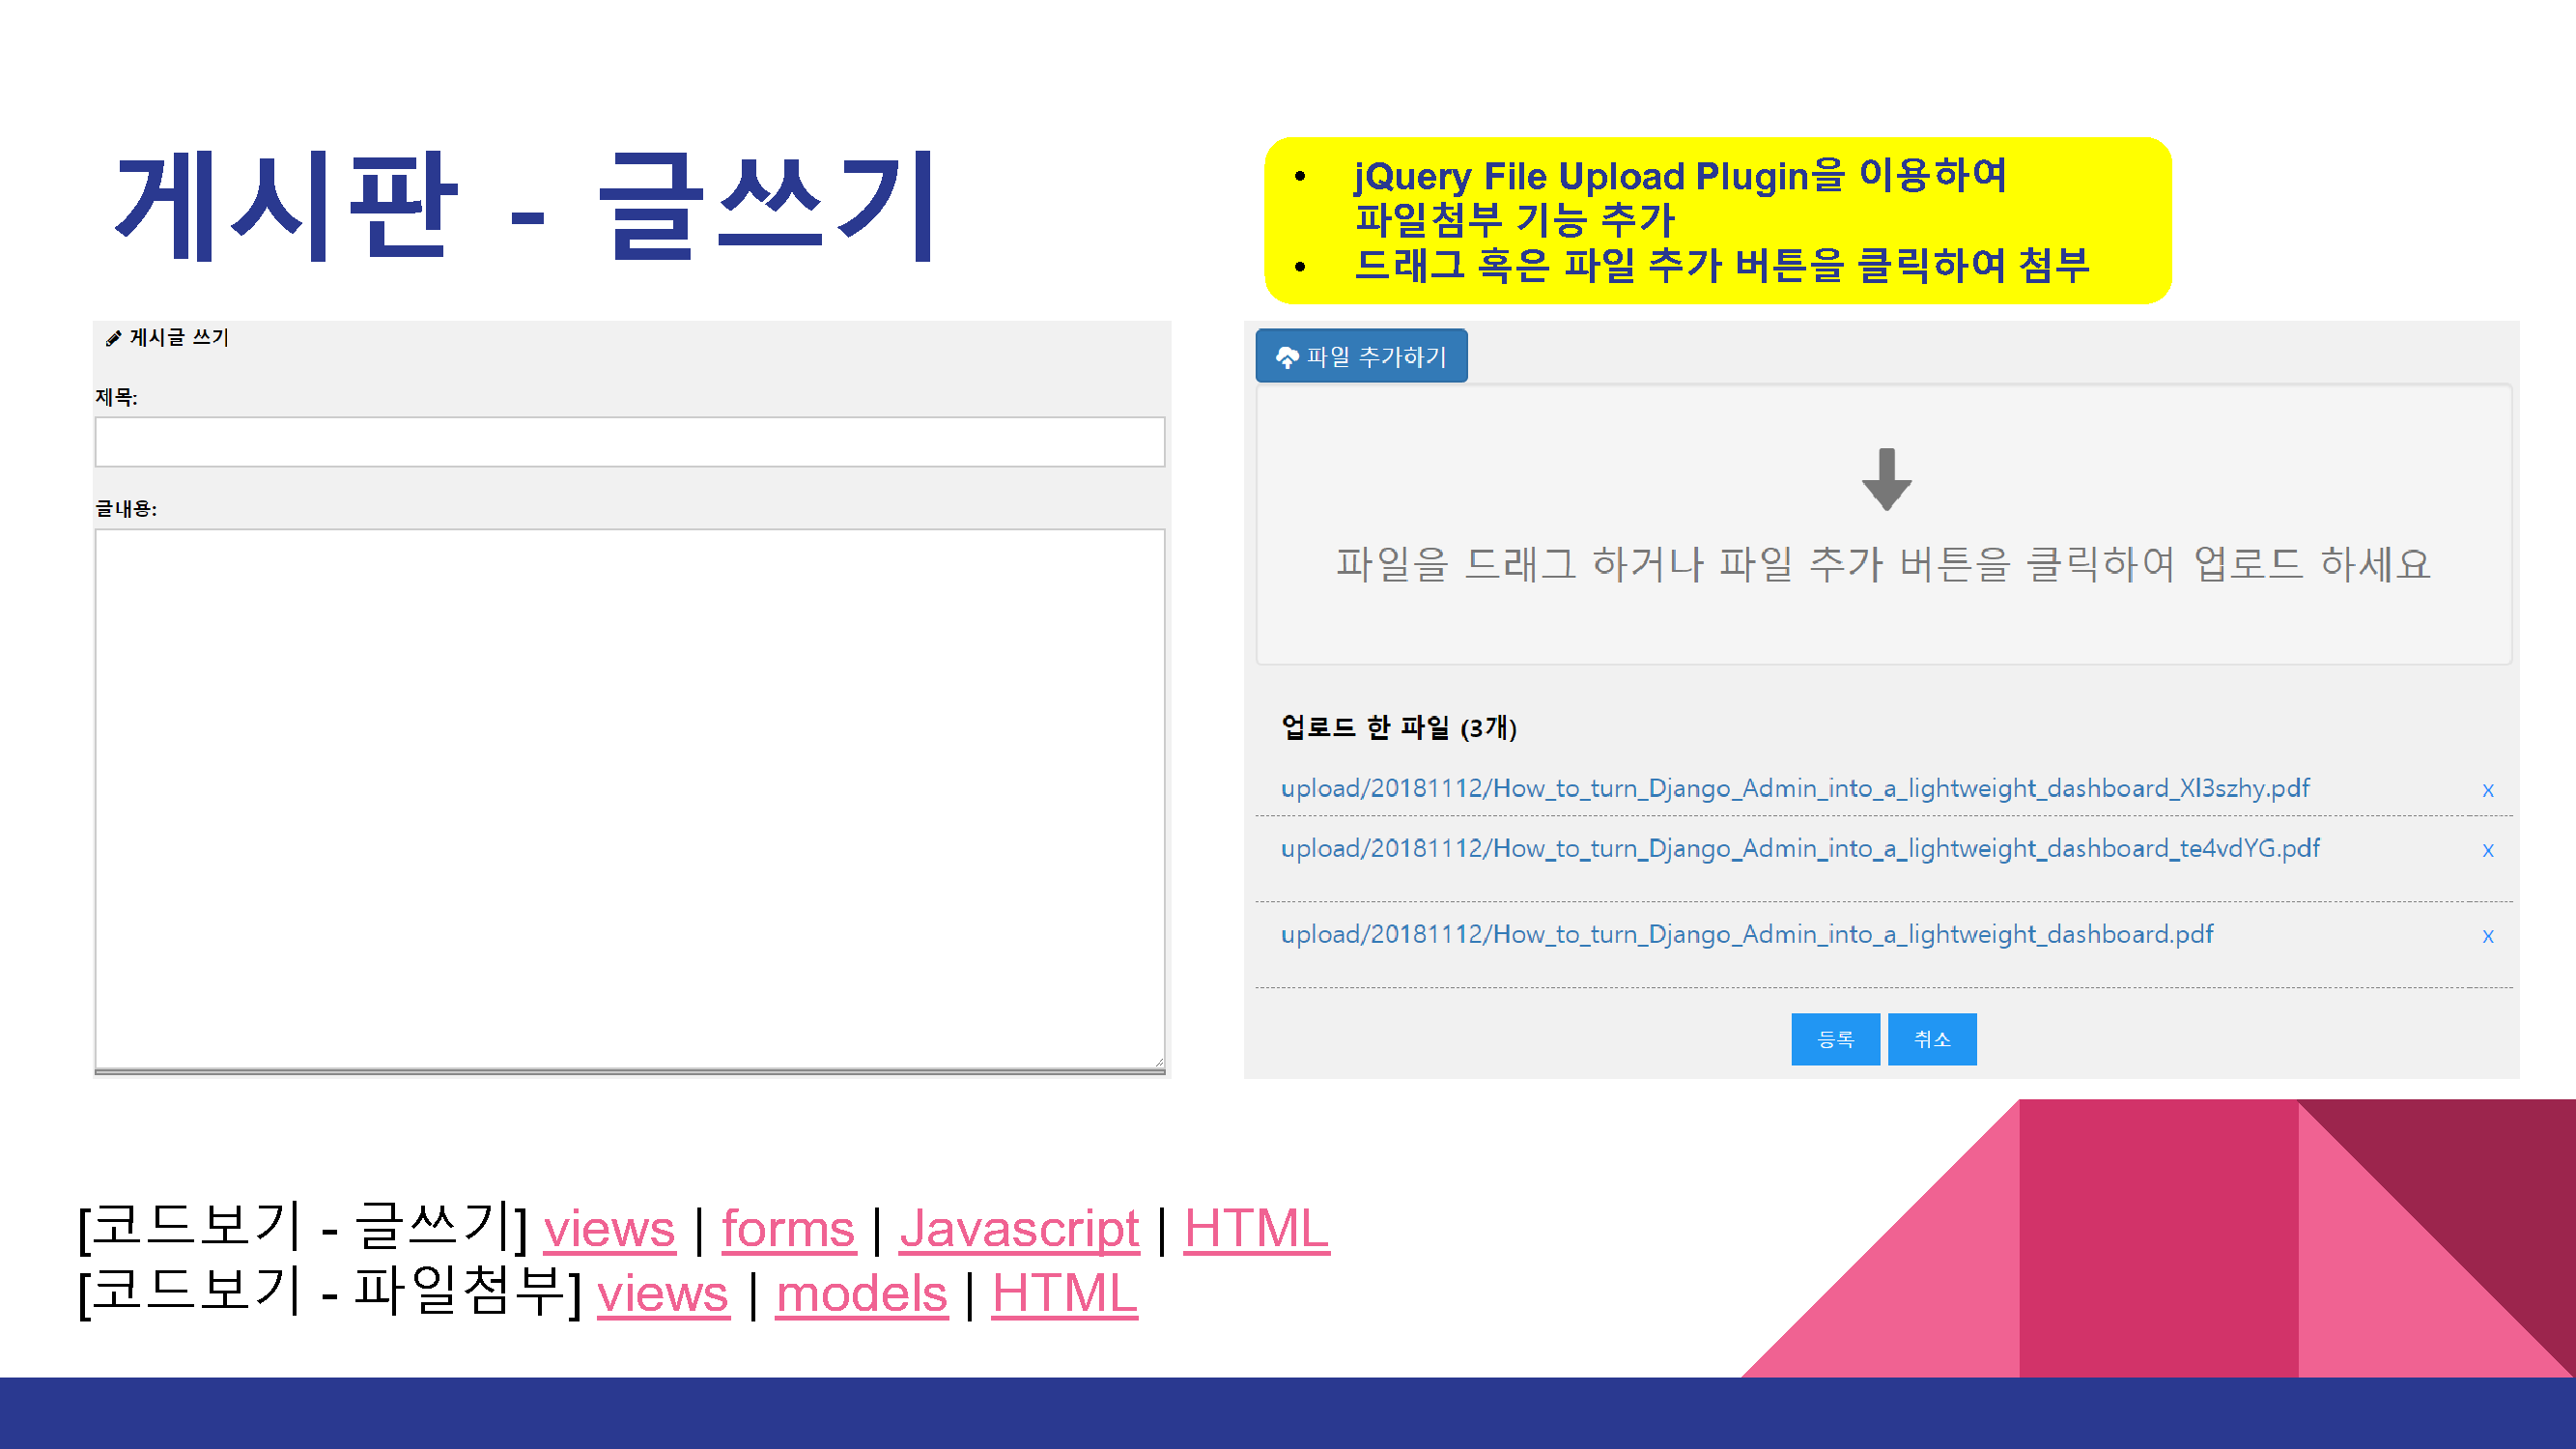 게시판 - 글쓰기
• jQuery File Upload Plugin을 이용하여
파일첨부 기능 추가
• 드래그 혹은 파일 추가 버튼을 클릭하여 첨부
게시글 쓰기
제목:
글내용:
파일 추가하기
파일을 드래그 하거나 파일 추가 버튼을 클릭하여 업로드 하세요
업로드 한 파일 (3개)
upload/20181112/How_to_turn_Django_Admin_into_a_lightweight_dashboard_Xl3szhy.pdf x
upload/20181112/How_to_turn_Django_Admin_into_a_lightweight_dashboard_te4vdYG.pdf x
upload/20181112/How_to_turn_Django_Admin_into_a_lightweight_dashboard.pdf x
등록 취소
[코드보기 - 글쓰기] views | forms | Javascript | HTML
[코드보기 - 파일첨부] views | models | HTML